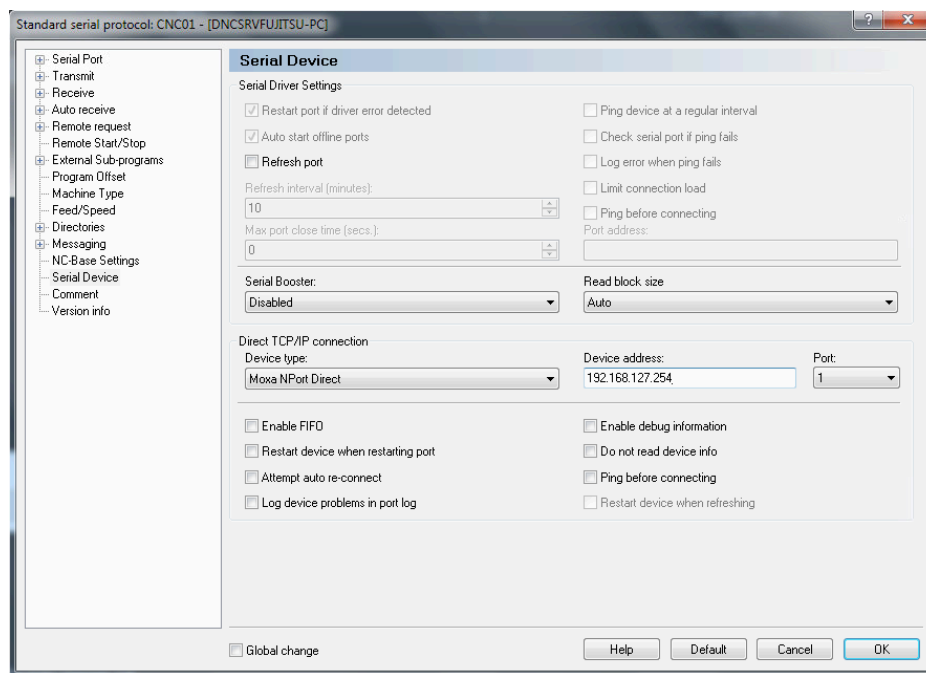 Standard serial protocol: CNC01 - [DNCSRVFUJITSU-PC]
Serial Port
Transmit
Receive
Auto receive
Remote request
Remote Start/Stop
External Sub-programs
Program Offset
Machine Type
Feed/Speed
Directories
Messaging
NC-Base Settings
Serial Device
Comment
Version info
Serial Device
Serial Driver Settings
Restart port if driver error detected
Auto start offline ports
Refresh port
Refresh interval (minutes):
10
Max port close time (secs.):
0
Ping device at a regular interval
Check serial port if ping fails
Log error when ping fails
Limit connection load
Ping before connecting
Port address:
Serial Booster:
Disabled
Read block size
Auto
Direct TCP/IP connection
Device type:
Moxa NPort Direct
Device address:
192.168.127.254
Port:
1
Enable FIFO
Restart device when restarting port
Attempt auto re-connect
Log device problems in port log
Enable debug information
Do not read device info
Ping before connecting
Restart device when refreshing
Global change
Help
Default
Cancel
OK